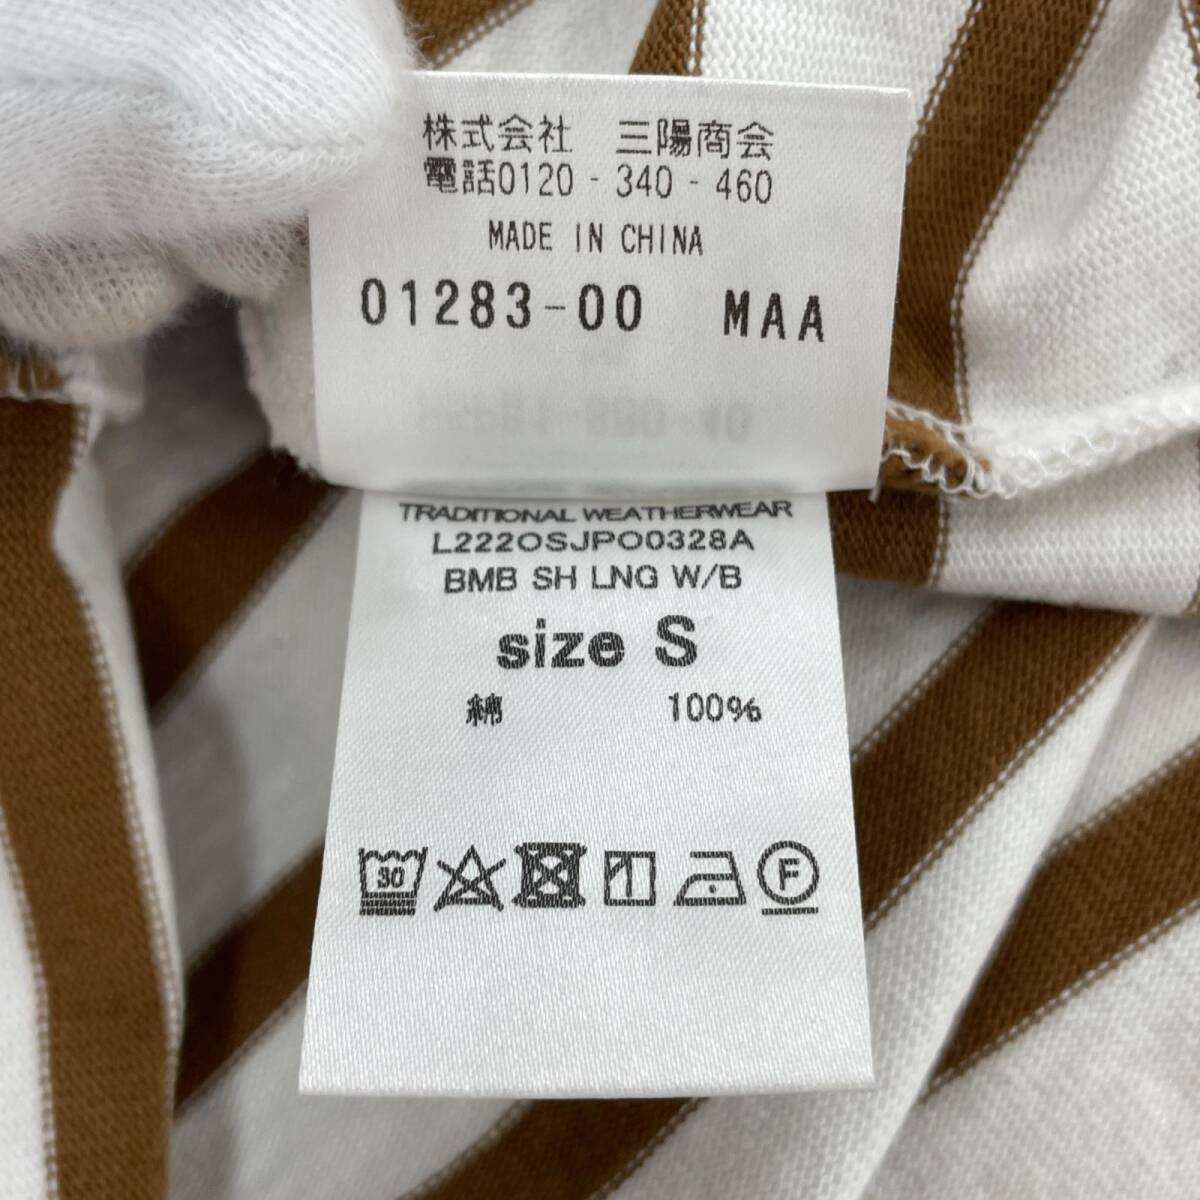 株式会社　三陽商会
電話0120 - 340 - 460
MADE IN CHINA
01283-00 MAA
TRADITIONAL WEATHERWEAR
L222OSJPO0328A
BMB SH LNG W/B
size S
綿 100%
30
F